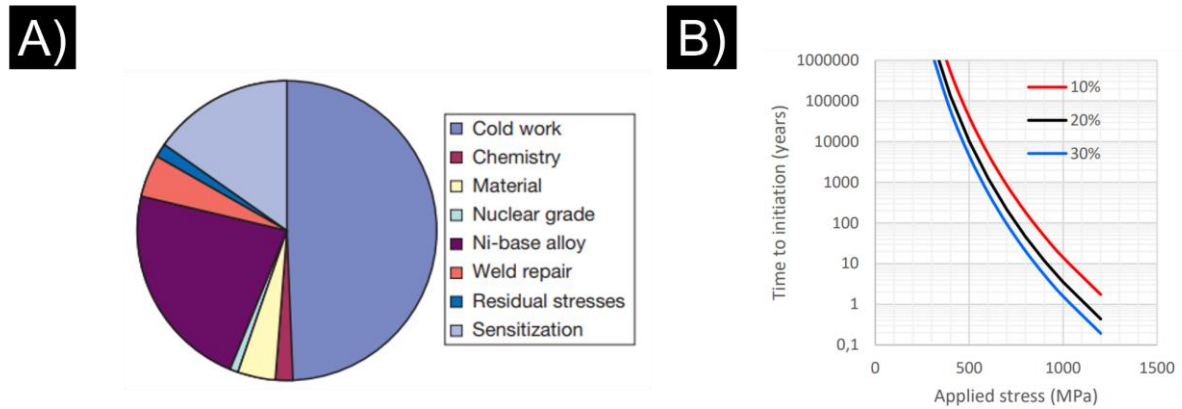 A)
Cold work
Chemistry
Material
Nuclear grade
Ni-base alloy
Weld repair
Residual stresses
Sensitization
B)
Time to initiation (years)
1000000
100000
10000
1000
100
10
1
0,1
10%
20%
30%
0 500 1000 1500
Applied stress (MPa)